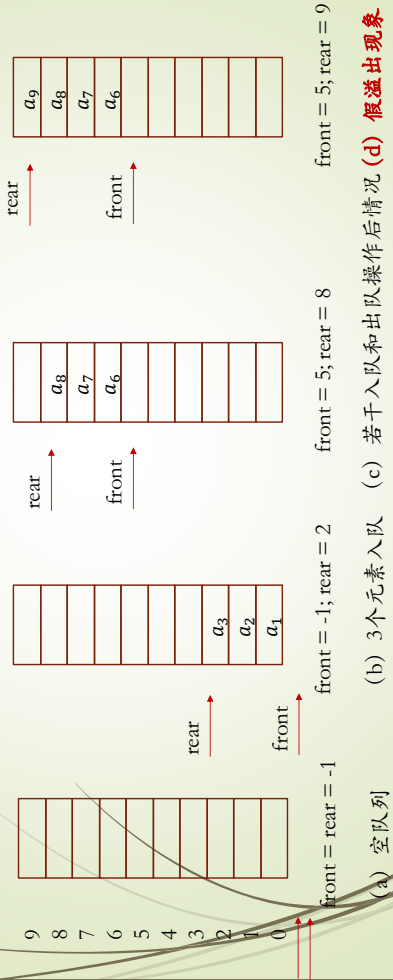 9
8
7
6
5
4
3
2
1
0
front = rear = -1
(a) 空队列
rear
front
a₃
a₂
a₁
front = -1; rear = 2
(b) 3个元素入队
rear
front
a₈
a₇
a₆
front = 5; rear = 8
(c) 若干入队和出队操作后情况
rear
front
a₉
a₈
a₇
a₆
front = 5; rear = 9
(d) 假溢出现象